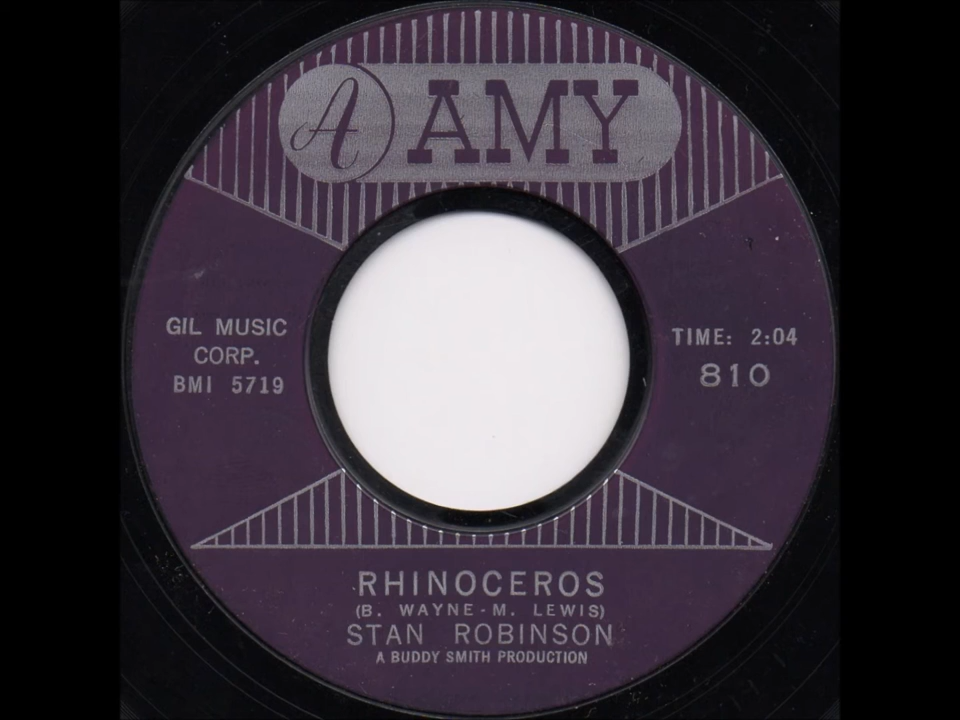 A AMY
GIL MUSIC
CORP.
BMI 5719
TIME: 2:04
810
RHINOCEROS
(B. WAYNE - M. LEWIS)
STAN ROBINSON
A BUDDY SMITH PRODUCTION